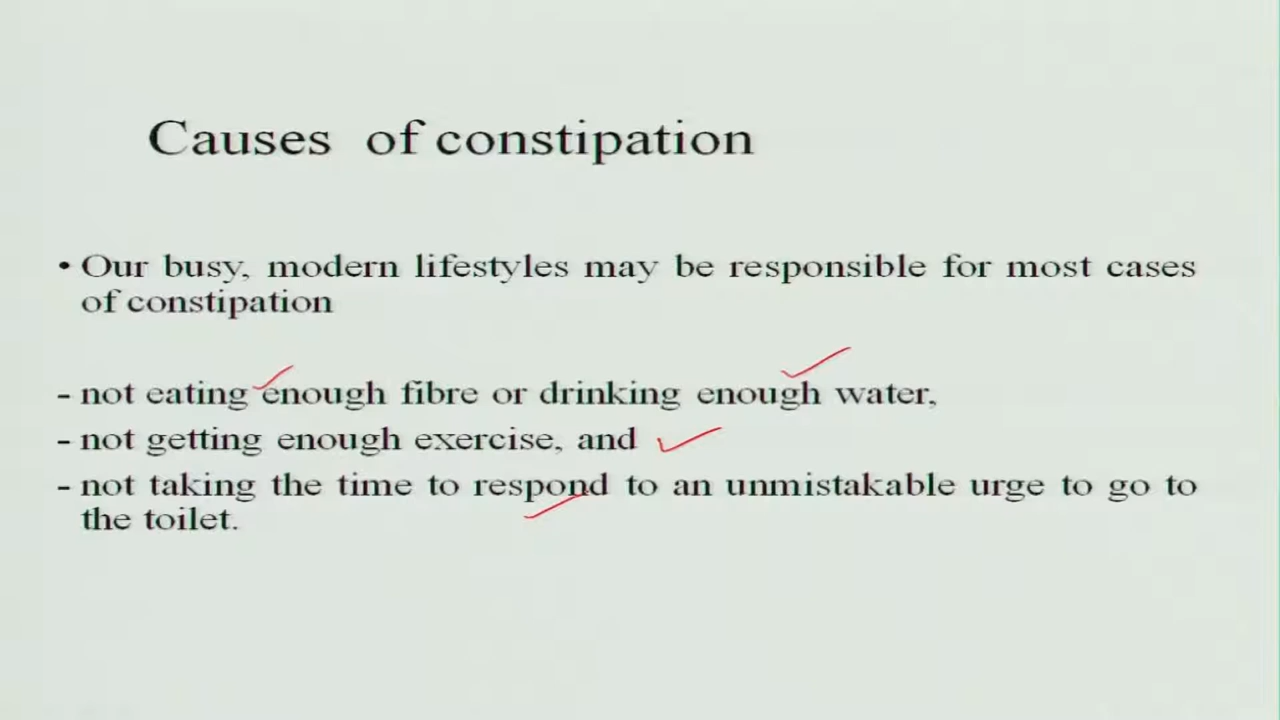 Causes of constipation
• Our busy, modern lifestyles may be responsible for most cases
of constipation
- not eating enough fibre or drinking enough water,
- not getting enough exercise, and
- not taking the time to respond to an unmistakable urge to go to
the toilet.